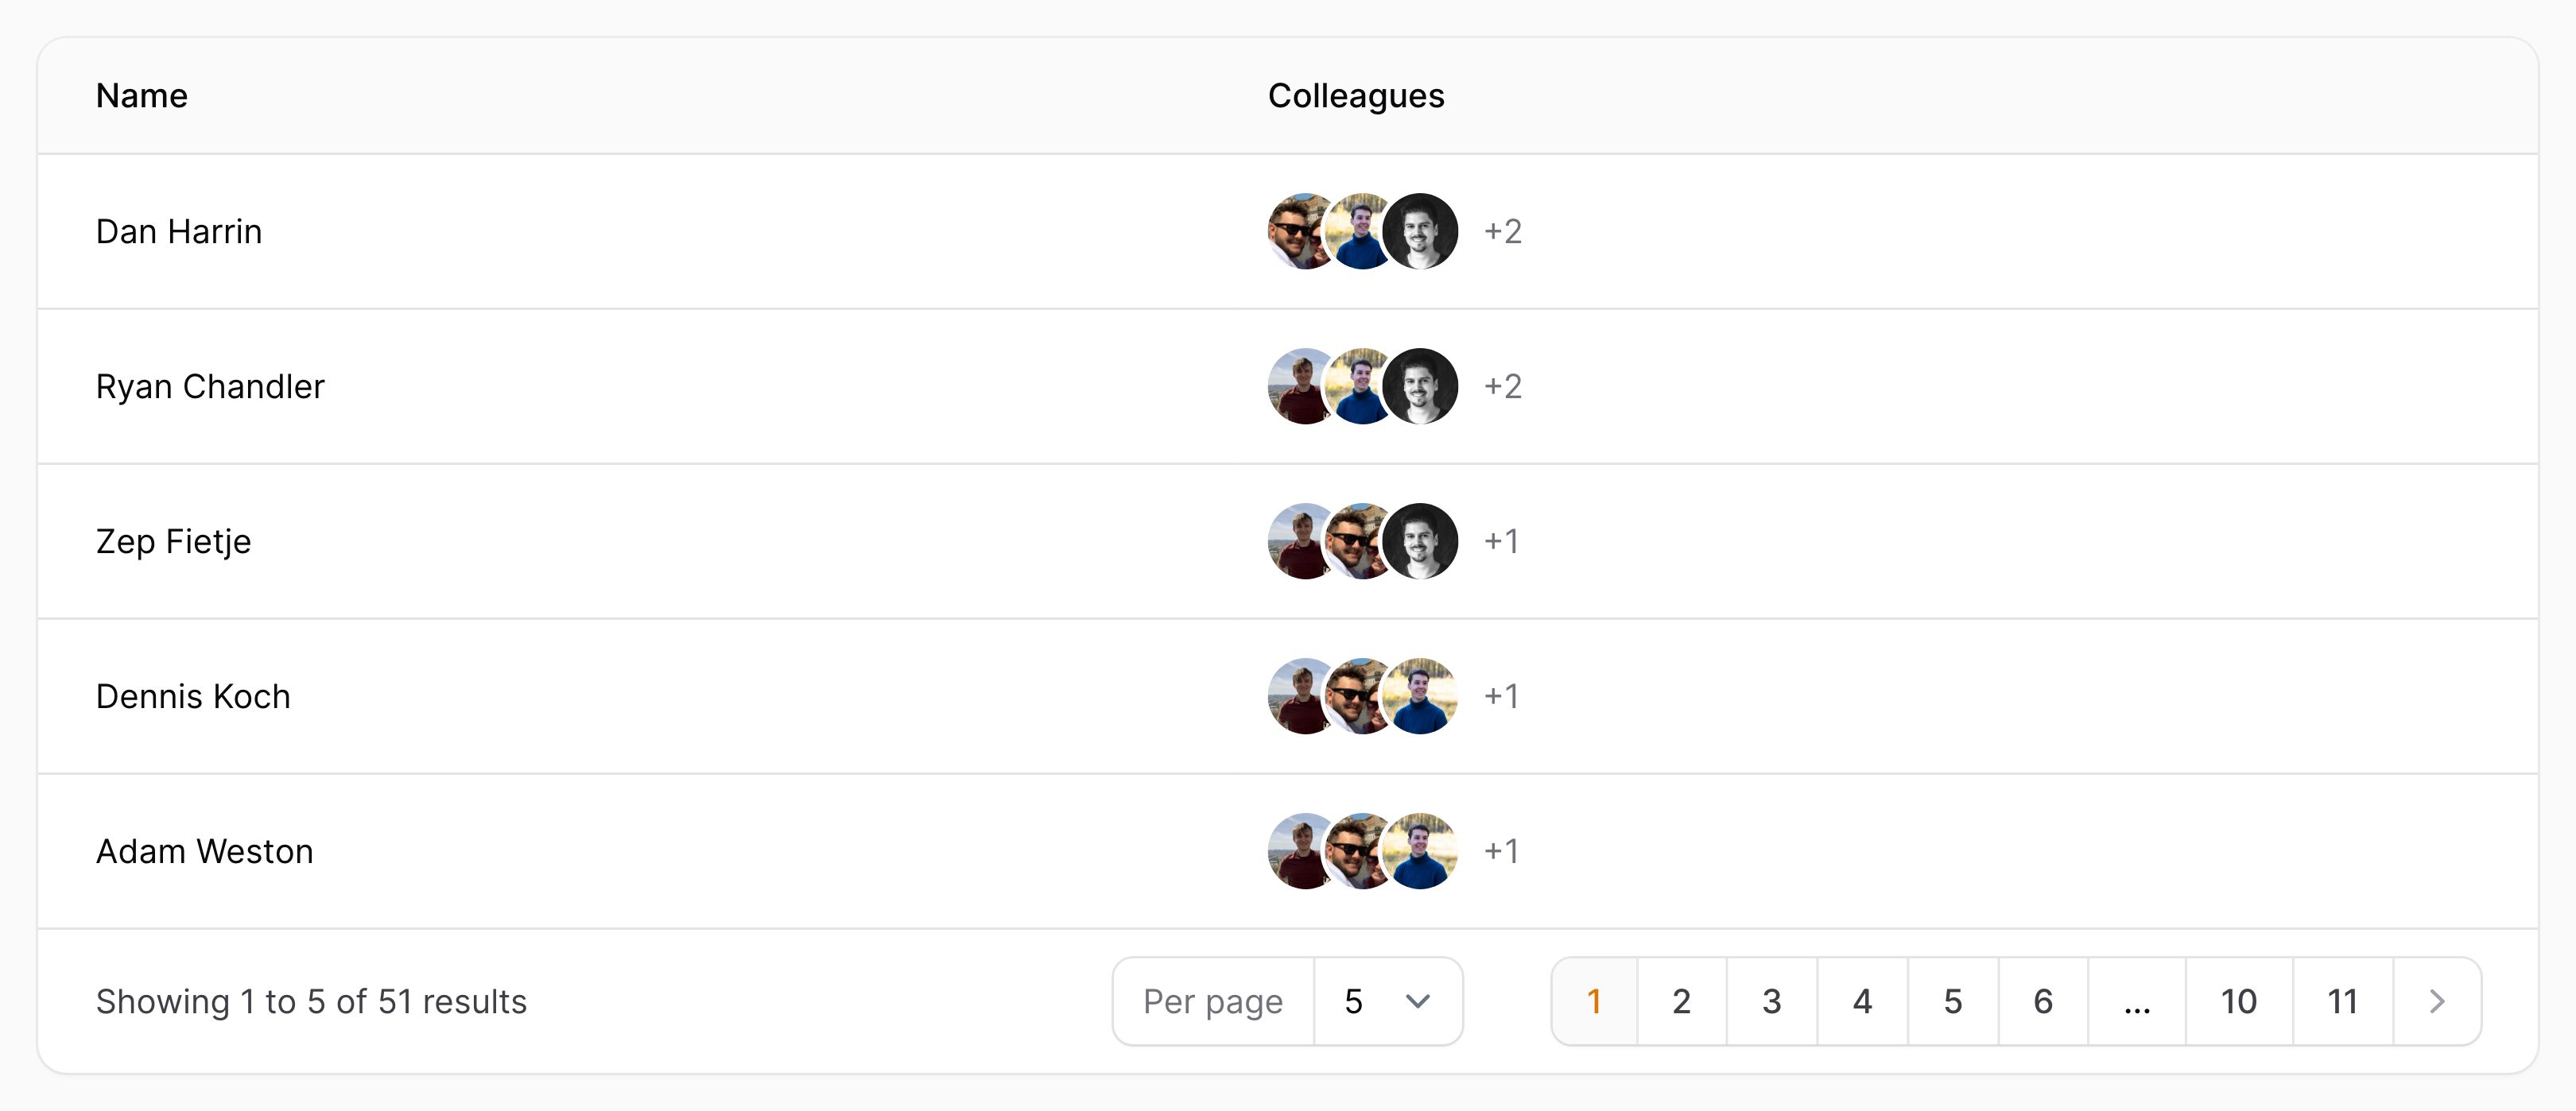 Name Colleagues
Dan Harrin +2
Ryan Chandler +2
Zep Fietje +1
Dennis Koch +1
Adam Weston +1
Showing 1 to 5 of 51 results Per page 5 1 2 3 4 5 6 ... 10 11